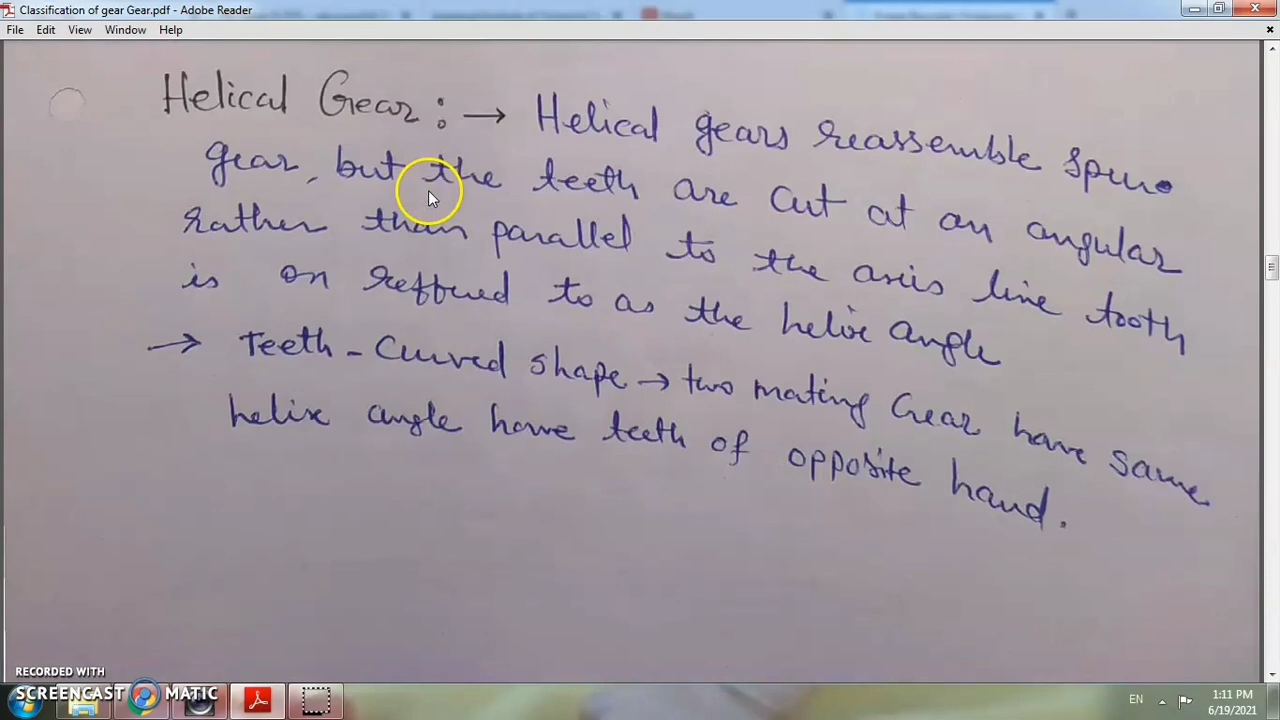 Classification of gear Gear.pdf - Adobe Reader
File Edit View Window Help
Helical Gear :→ Helical gears reassemble spur
gear, but the teeth are cut at an angular
rather than parallel to the axis line tooth
is on reffured to as the helix angle
→ Teeth - Curved shape → two mating Gear have same
helix angle have teeth of opposite hand.
RECORDED WITH
SCREENCAST MATIC
EN
1:11 PM
6/19/2021